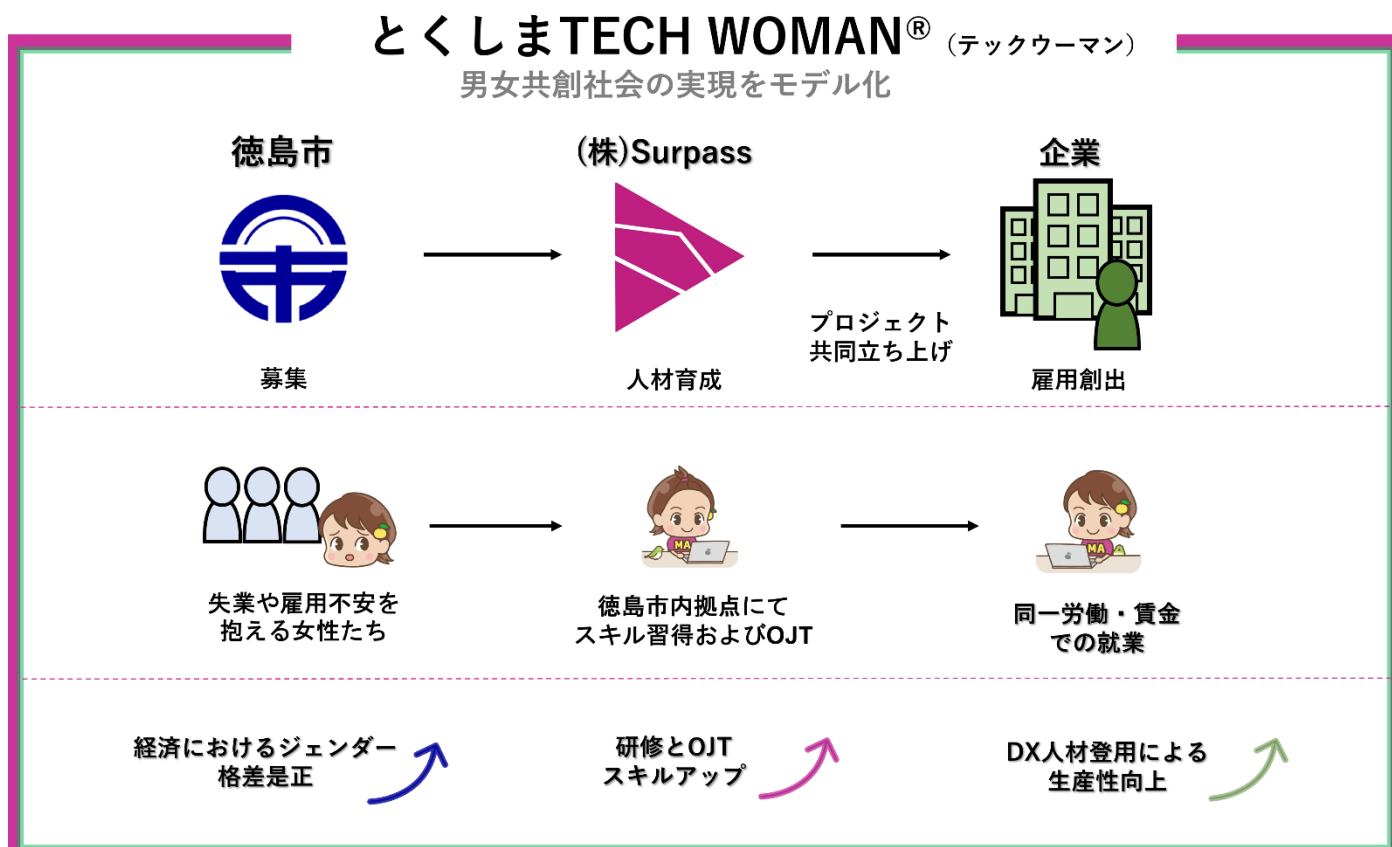 とくしまTECH WOMAN®（テックウーマン）
男女共創社会の実現をモデル化
徳島市
(株)Surpass
企業
プロジェクト
共同立ち上げ
募集
人材育成
雇用創出
失業や雇用不安を
抱える女性たち
MA
徳島市内拠点にて
スキル習得およびOJT
MA
同一労働・賃金
での就業
経済におけるジェンダー
格差是正
研修とOJT
スキルアップ
DX人材登用による
生産性向上